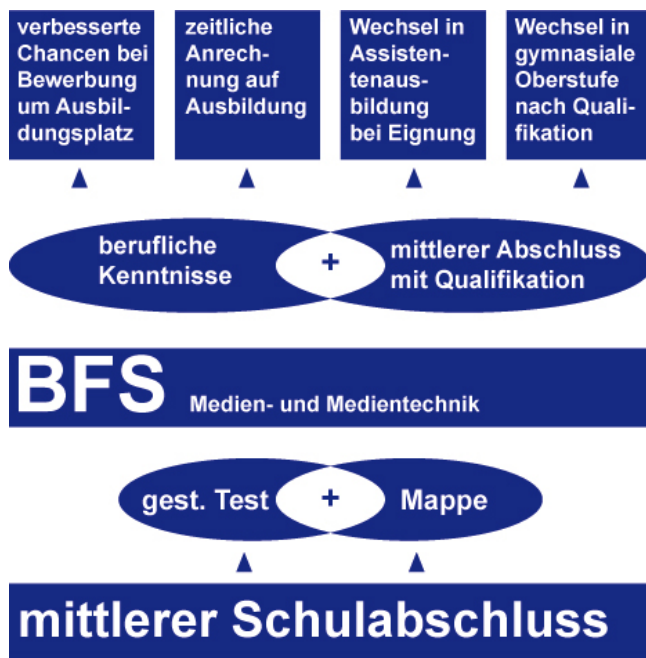 verbesserte
Chancen bei
Bewerbung
um Ausbil-
dungsplatz
zeitliche
Anrech-
nung auf
Ausbildung
Wechsel in
Assisten-
tenaus-
bildung
bei Eignung
Wechsel in
gymnasiale
Oberstufe
nach Quali-
fikation
berufliche
Kenntnisse
+
mittlerer Abschluss
mit Qualifikation
BFS Medien- und Medientechnik
gest. Test + Mappe
mittlerer Schulabschluss